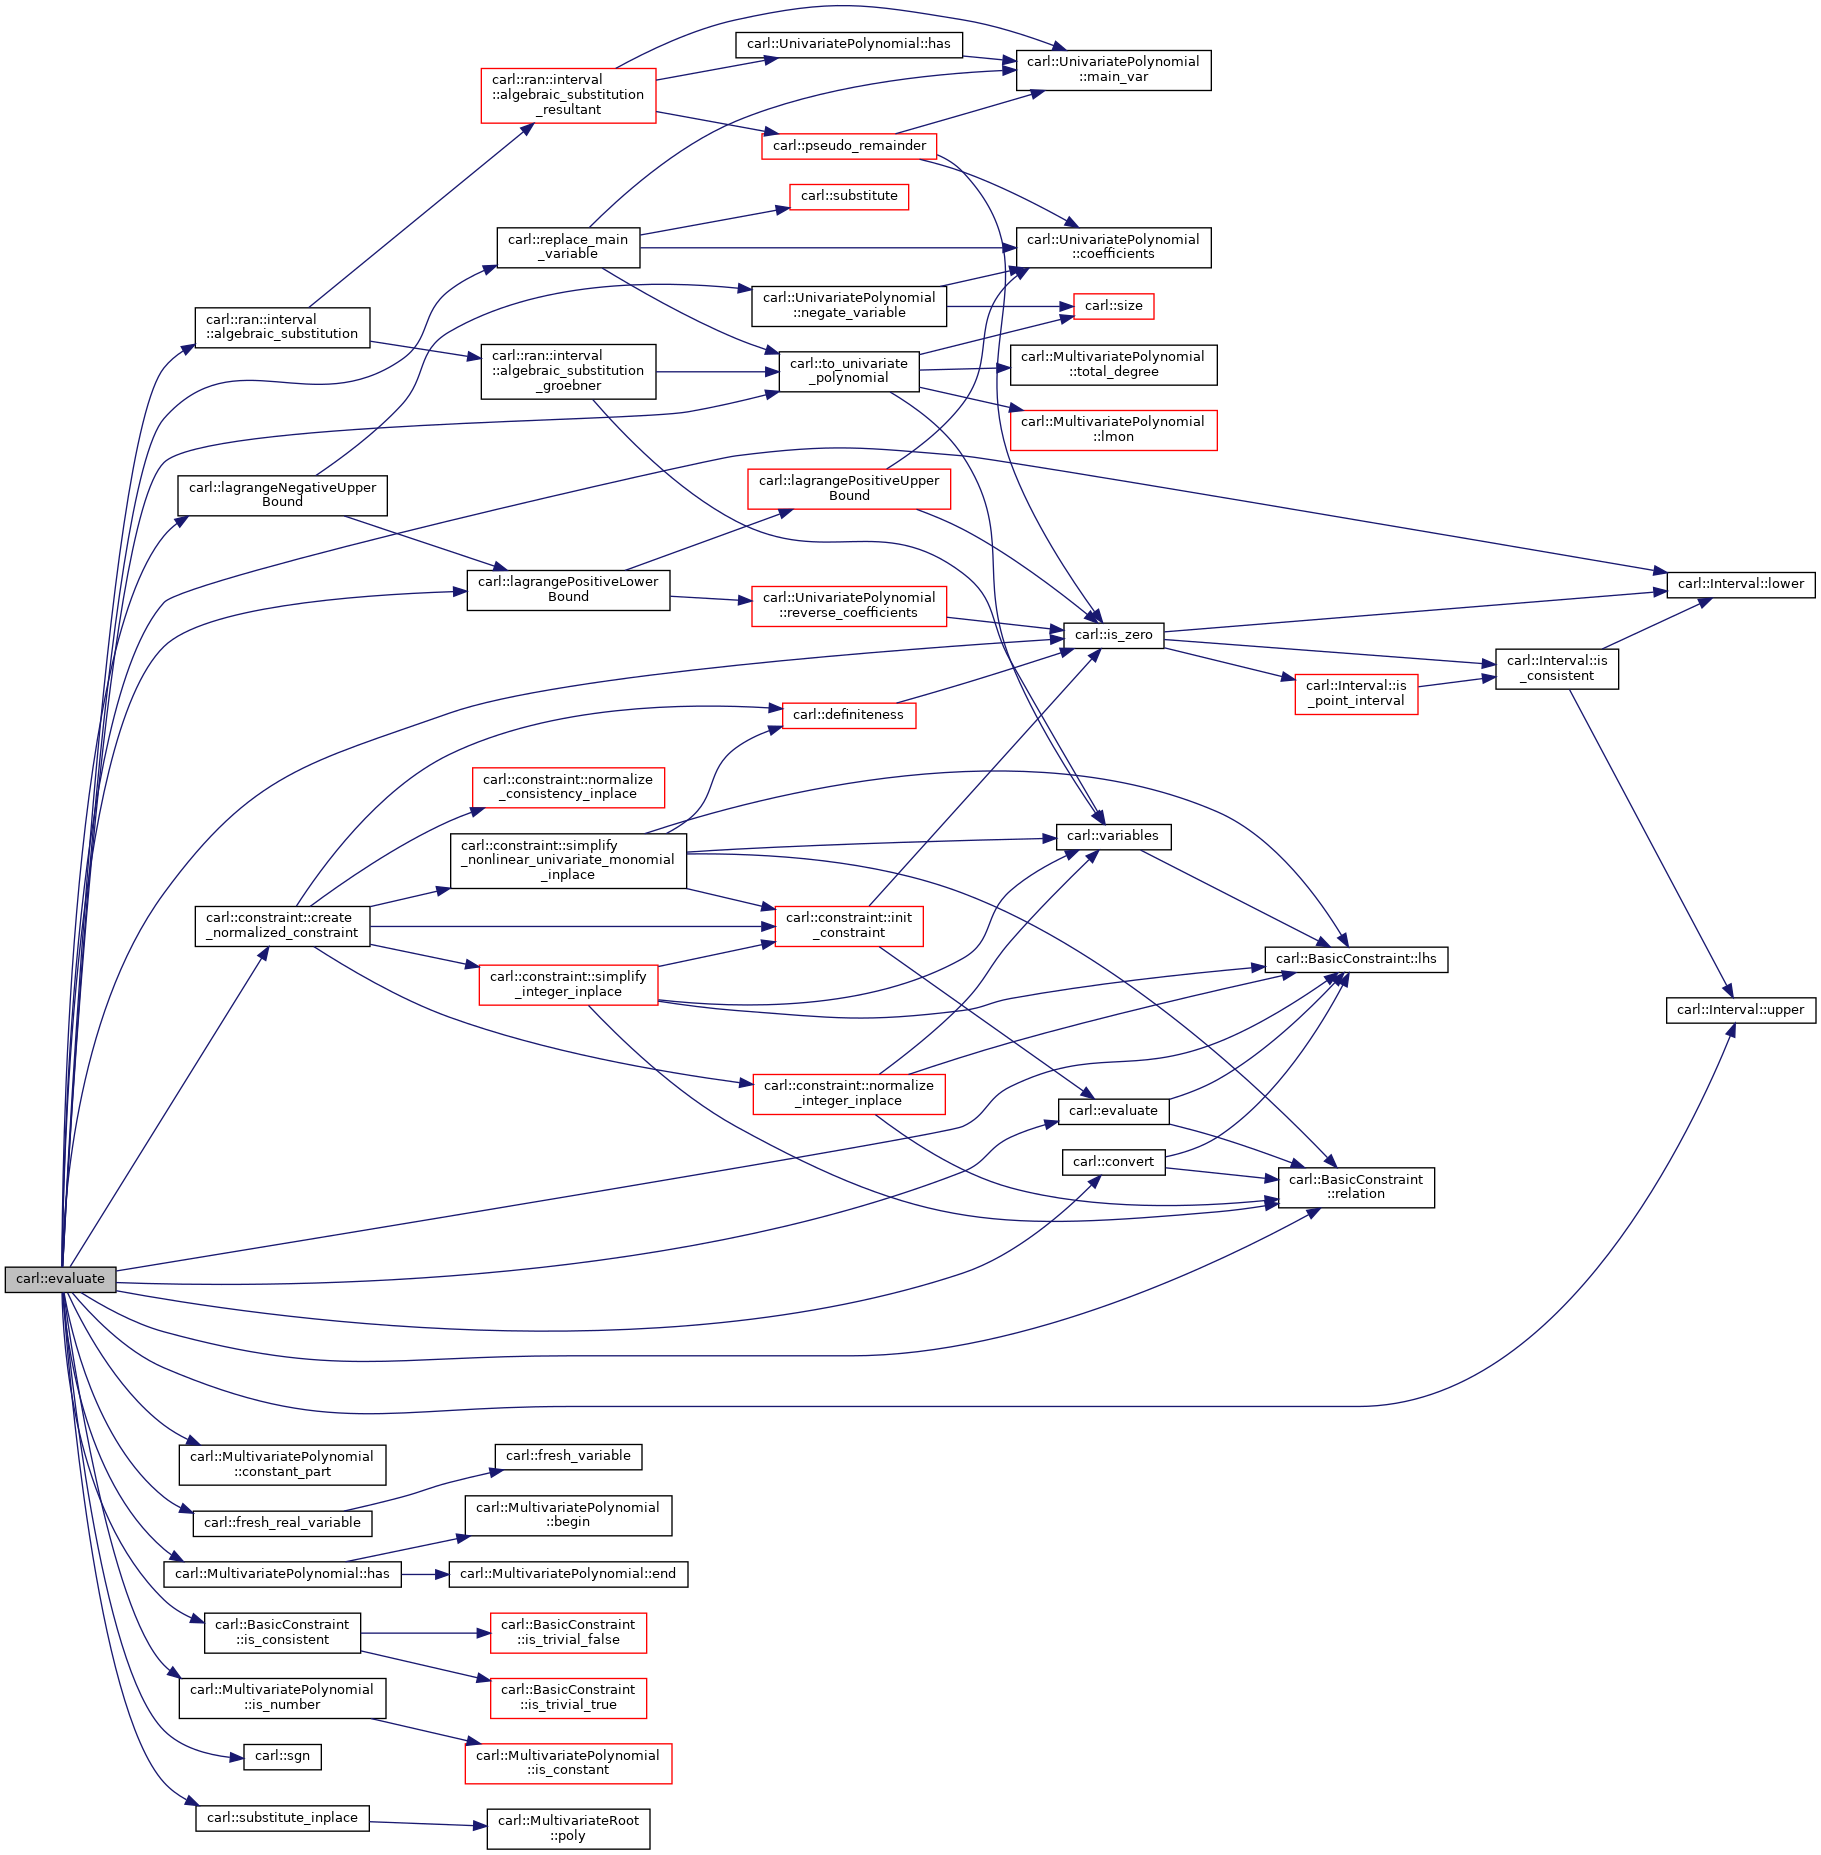 carl::UnivariatePolynomial::has
carl::UnivariatePolynomial
::main_var
carl::ran::interval
::algebraic_substitution
_resultant
carl::pseudo_remainder
carl::substitute
carl::replace_main
_variable
carl::UnivariatePolynomial
::coefficients
carl::UnivariatePolynomial
::negate_variable
carl::size
carl::ran::interval
::algebraic_substitution
carl::ran::interval
::algebraic_substitution
_groebner
carl::to_univariate
_polynomial
carl::MultivariatePolynomial
::total_degree
carl::MultivariatePolynomial
::lmon
carl::lagrangeNegativeUpper
Bound
carl::lagrangePositiveUpper
Bound
carl::lagrangePositiveLower
Bound
carl::UnivariatePolynomial
::reverse_coefficients
carl::Interval::lower
carl::is_zero
carl::Interval::is
_consistent
carl::Interval::is
_point_interval
carl::definiteness
carl::constraint::normalize
_consistency_inplace
carl::constraint::simplify
_nonlinear_univariate_monomial
_inplace
carl::variables
carl::constraint::create
_normalized_constraint
carl::constraint::init
_constraint
carl::BasicConstraint::lhs
carl::constraint::simplify
_integer_inplace
carl::Interval::upper
carl::constraint::normalize
_integer_inplace
carl::evaluate
carl::convert
carl::BasicConstraint
::relation
carl::evaluate
carl::MultivariatePolynomial
::constant_part
carl::fresh_variable
carl::fresh_real_variable
carl::MultivariatePolynomial
::begin
carl::MultivariatePolynomial::has
carl::MultivariatePolynomial::end
carl::BasicConstraint
::is_consistent
carl::BasicConstraint
::is_trivial_false
carl::BasicConstraint
::is_trivial_true
carl::MultivariatePolynomial
::is_number
carl::MultivariatePolynomial
::is_constant
carl::sgn
carl::substitute_inplace
carl::MultivariateRoot
::poly